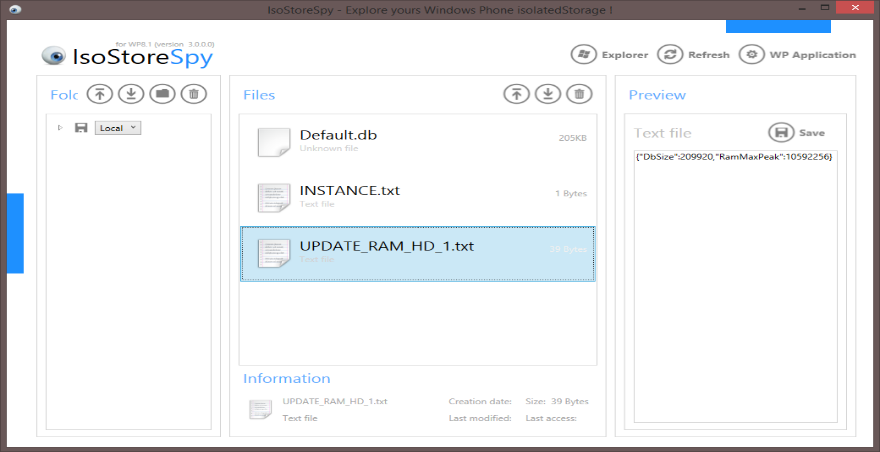 IsoStoreSpy - Explore yours Windows Phone isolatedStorage !
for WP8.1 (version 3.0.0.0)
IsoStoreSpy
Explorer
Refresh
WP Application
Fold
Local
Files
Default.db
Unknown file
205KB
INSTANCE.txt
Text file
1 Bytes
UPDATE_RAM_HD_1.txt
Text file
39 Bytes
Information
UPDATE_RAM_HD_1.txt
Text file
Creation date:
Size: 39 Bytes
Last modified:
Last access:
Preview
Text file
Save
{"DbSize":209920,"RamMaxPeak":10592256}